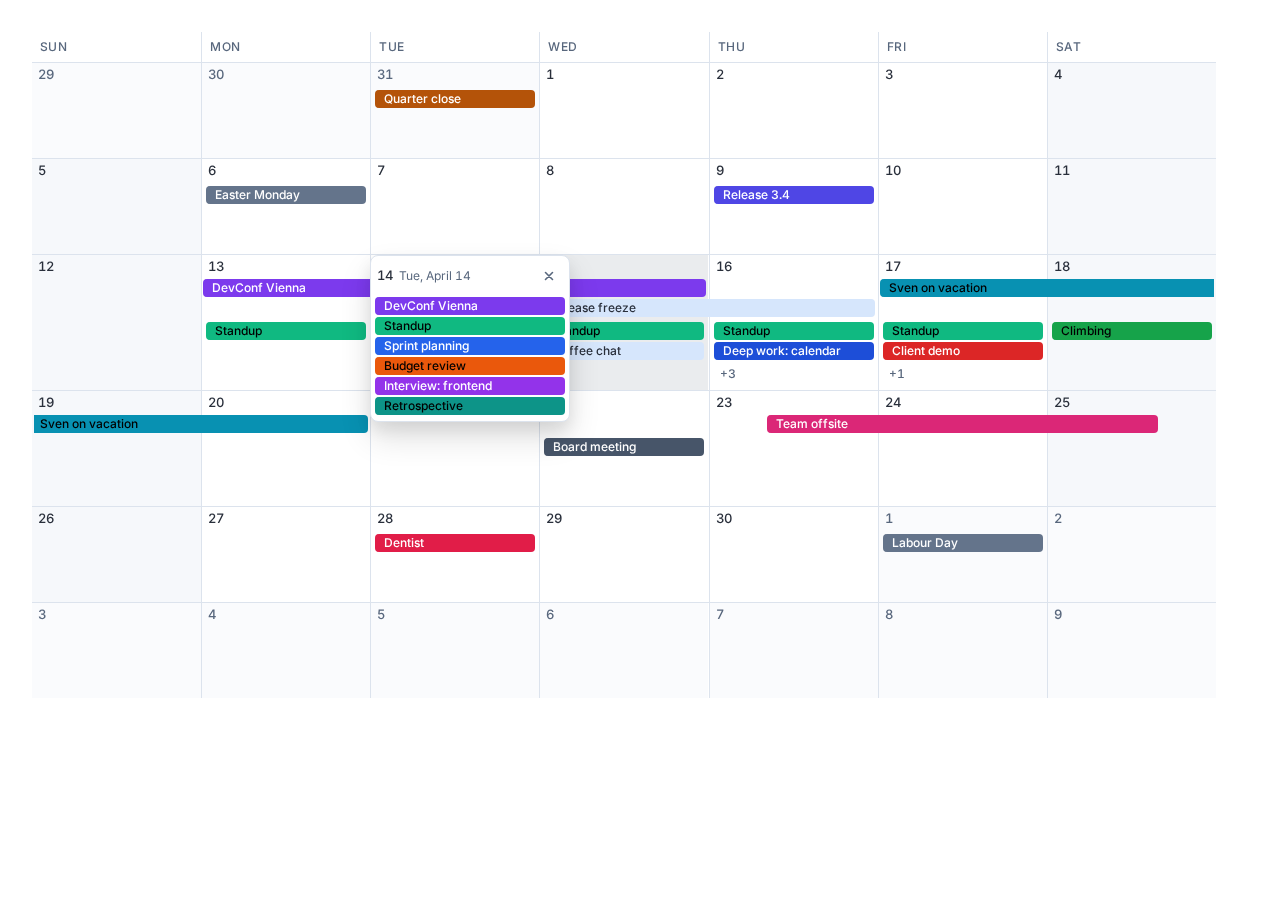 SUN MON TUE WED THU FRI SAT
29 30 31 1 2 3 4
Quarter close
5 6 7 8 9 10 11
Easter Monday Release 3.4
12 13 16 17 18
14 Tue, April 14
DevConf Vienna Sven on vacation
DevConf Vienna
freeze
Standup
Standup Standup Standup Climbing
Sprint planning
chat Deep work: calendar Client demo
Budget review
+3 +1
Interview: frontend
Retrospective
19 20 23 24 25
Sven on vacation Team offsite
Board meeting
26 27 28 29 30 1 2
Dentist Labour Day
3 4 5 6 7 8 9